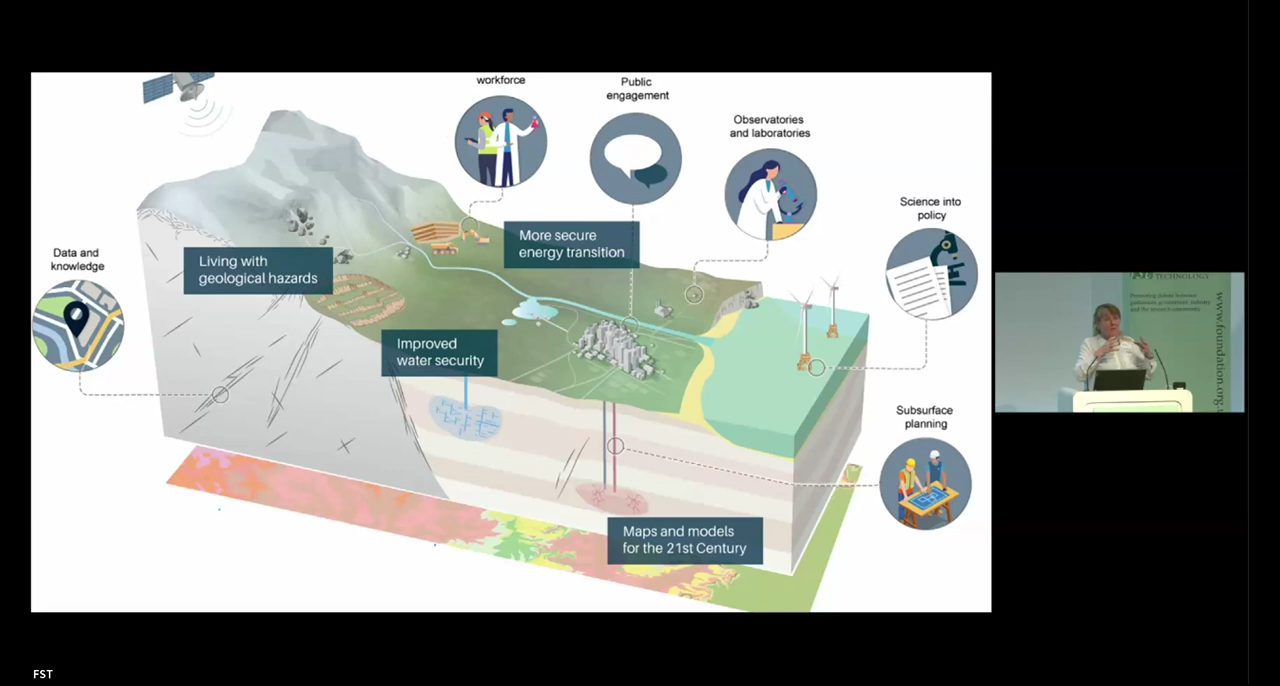 workforce
Public
engagement
Observatories
and laboratories
Science into
policy
Data and
knowledge
Living with
geological hazards
More secure
energy transition
Improved
water security
Subsurface
planning
Maps and models
for the 21st Century
TECHNOLOGY
www.foundation.org.u
FST